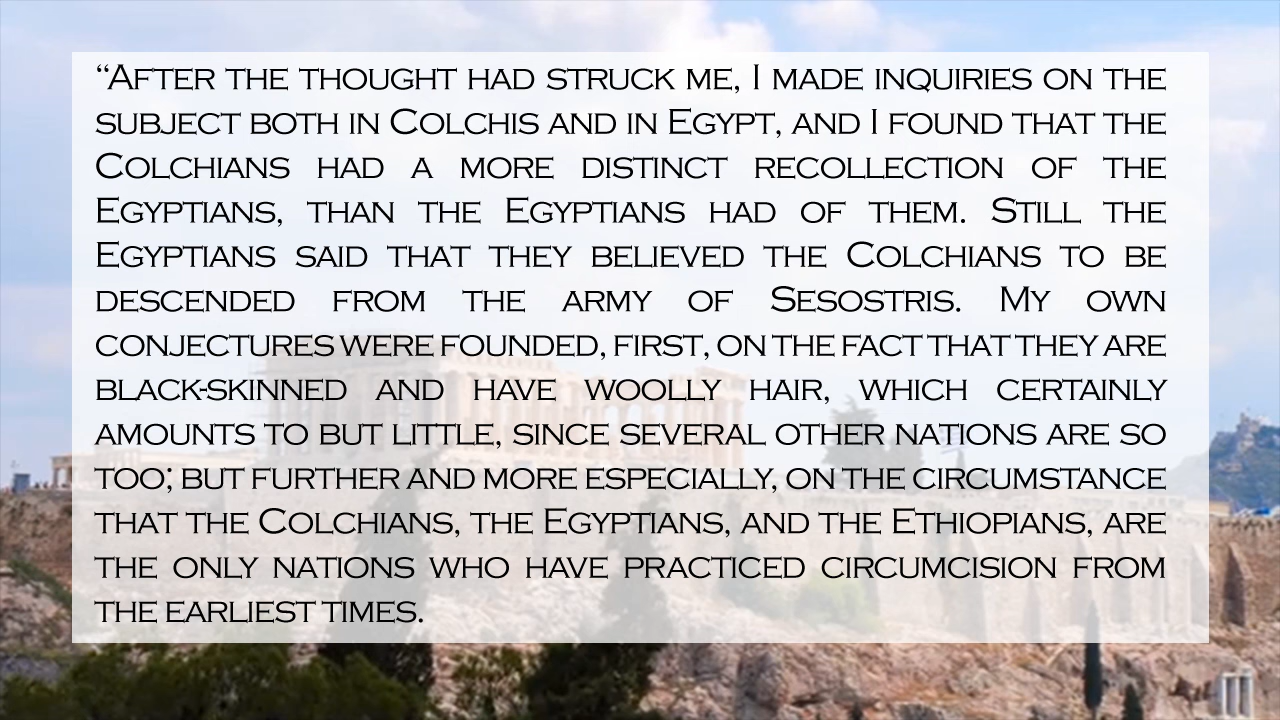 “After the thought had struck me, I made inquiries on the
subject both in Colchis and in Egypt, and I found that the
Colchians had a more distinct recollection of the
Egyptians, than the Egyptians had of them. Still the
Egyptians said that they believed the Colchians to be
descended from the army of Sesostris. My own
conjectures were founded, first, on the fact that they are
black-skinned and have woolly hair, which certainly
amounts to but little, since several other nations are so
too; but further and more especially, on the circumstance
that the Colchians, the Egyptians, and the Ethiopians, are
the only nations who have practiced circumcision from
the earliest times.